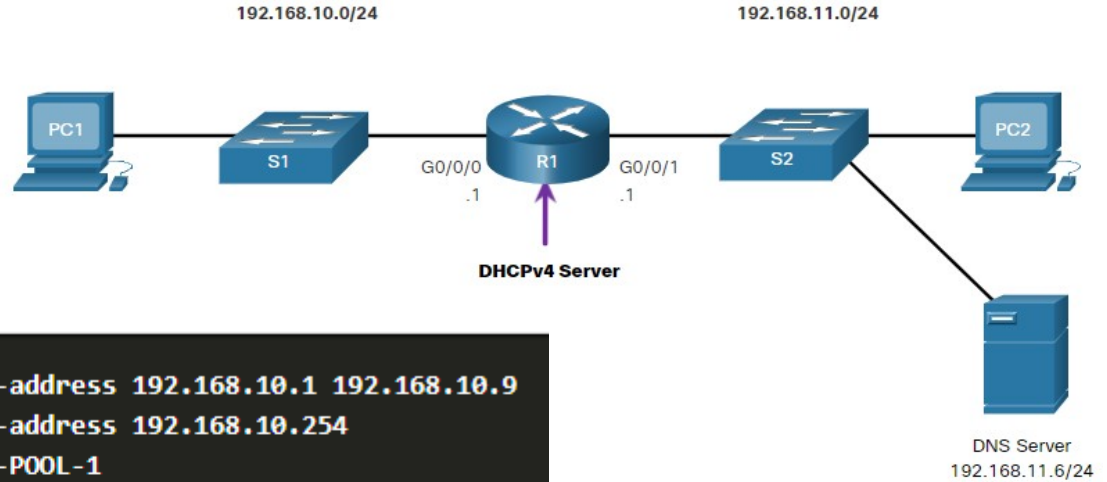 192.168.10.0/24
192.168.11.0/24
PC1
S1
G0/0/0
.1
R1
G0/0/1
.1
S2
PC2
DHCPv4 Server
DNS Server
192.168.11.6/24
-address 192.168.10.1 192.168.10.9
-address 192.168.10.254
-POOL-1